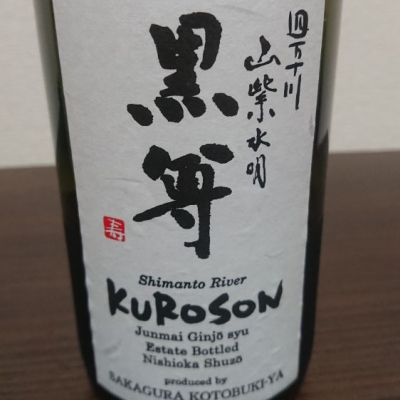 四万十川
山紫水明
黒尊
寿
Shimanto River
KUROSON
Junmai Ginjō syu
Estate Bottled
Nishioka Shuzō
produced by
SAKAGURA KOTOBUKI-YA